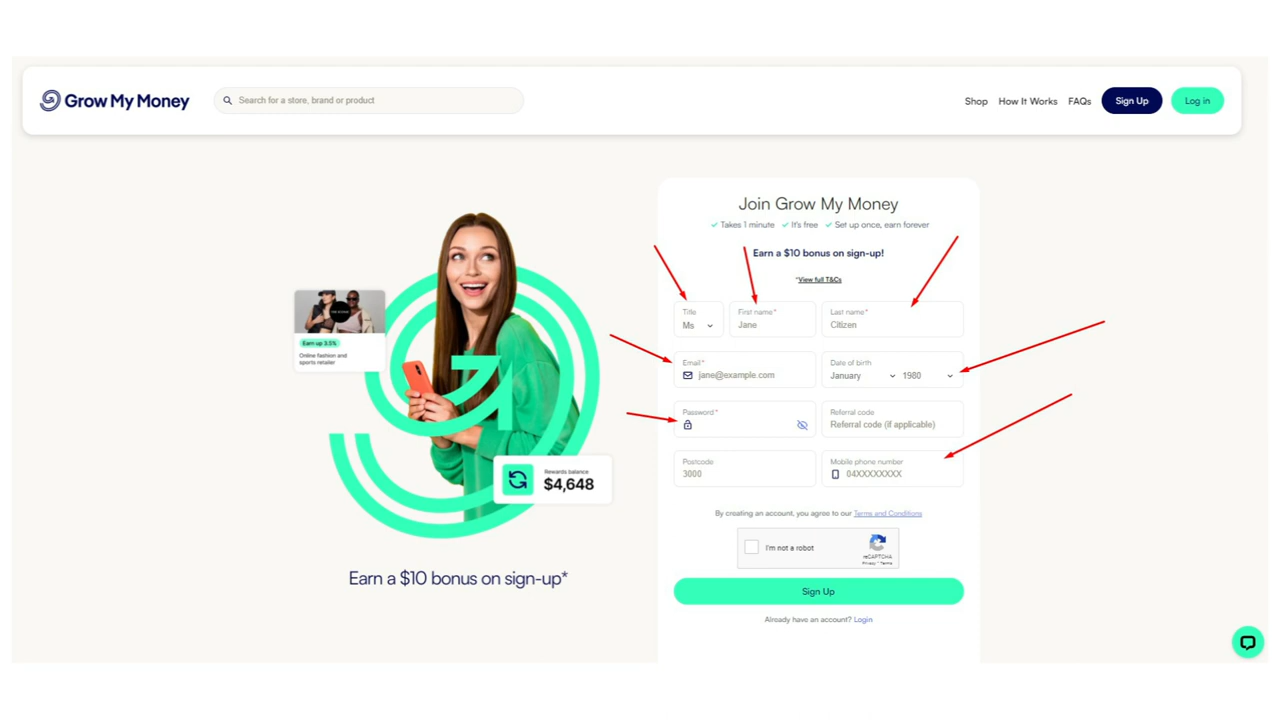 Grow My Money
Search for a store, brand or product
Shop How It Works FAQs Sign Up Log in
Earn up 3.5%
Online fashion and
sports retailer
Rewards balance
$4,648
Earn a $10 bonus on sign-up*
Join Grow My Money
Takes 1 minute It's free Set up once, earn forever
Earn a $10 bonus on sign-up!
*View full T&Cs
Title First name* Last name*
Ms Jane Citizen
Email* Date of birth
jane@example.com January 1980
Password* Referral code
Referral code (if applicable)
Postcode Mobile phone number
3000 04XXXXXXXX
By creating an account, you agree to our Terms and Conditions
I'm not a robot
reCAPTCHA
Privacy - Terms
Sign Up
Already have an account? Login